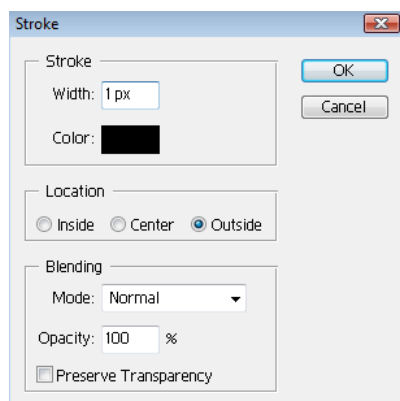 Stroke
Stroke
Width: 1 px
Color:
OK
Cancel
Location
Inside Center Outside
Blending
Mode: Normal
Opacity: 100 %
Preserve Transparency